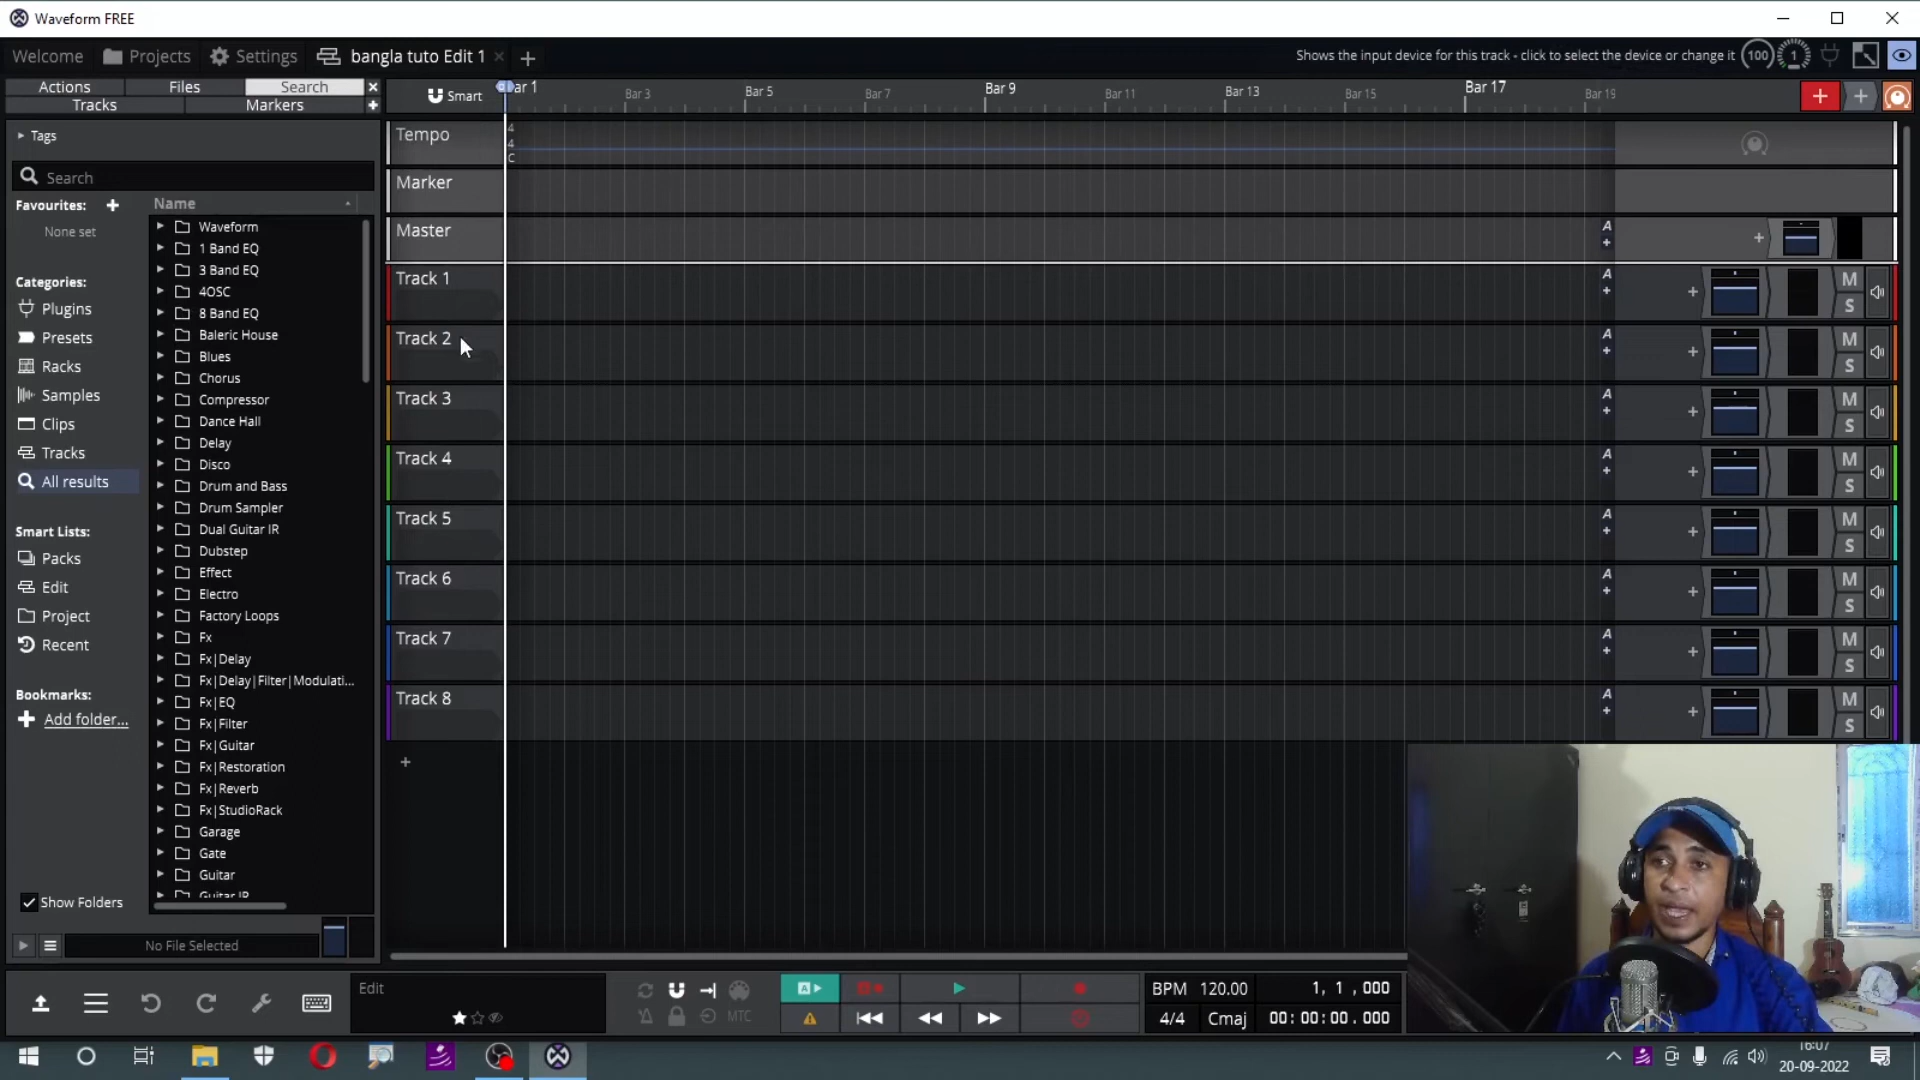 Waveform FREE
Welcome Projects Settings bangla tuto Edit 1
Shows the input device for this track - click to select the device or change it 100 1
Actions Files Search
Tracks Markers
Tags
Search
Favourites:
None set
Categories:
Plugins
Presets
Racks
Samples
Clips
Tracks
All results
Smart Lists:
Packs
Edit
Project
Recent
Bookmarks:
Add folder...
Show Folders
No File Selected
Name
Waveform
1 Band EQ
3 Band EQ
4OSC
8 Band EQ
Baleric House
Blues
Chorus
Compressor
Dance Hall
Delay
Disco
Drum and Bass
Drum Sampler
Dual Guitar IR
Dubstep
Effect
Electro
Factory Loops
Fx
Fx|Delay
Fx|Delay|Filter|Modulati...
Fx|EQ
Fx|Filter
Fx|Guitar
Fx|Restoration
Fx|Reverb
Fx|StudioRack
Garage
Gate
Guitar
Guitar IR
Smart
Bar 1 Bar 3 Bar 5 Bar 7 Bar 9 Bar 11 Bar 13 Bar 15 Bar 17 Bar 19
Tempo
4
4
C
Marker
Master A
Track 1 A M S
Track 2 A M S
Track 3 A M S
Track 4 A M S
Track 5 A M S
Track 6 A M S
Track 7 A M S
Track 8 A M S
Edit
MTC
A
BPM 120.00 1, 1 , 000
4/4 Cmaj 00: 00: 00. 000
16:07
20-09-2022